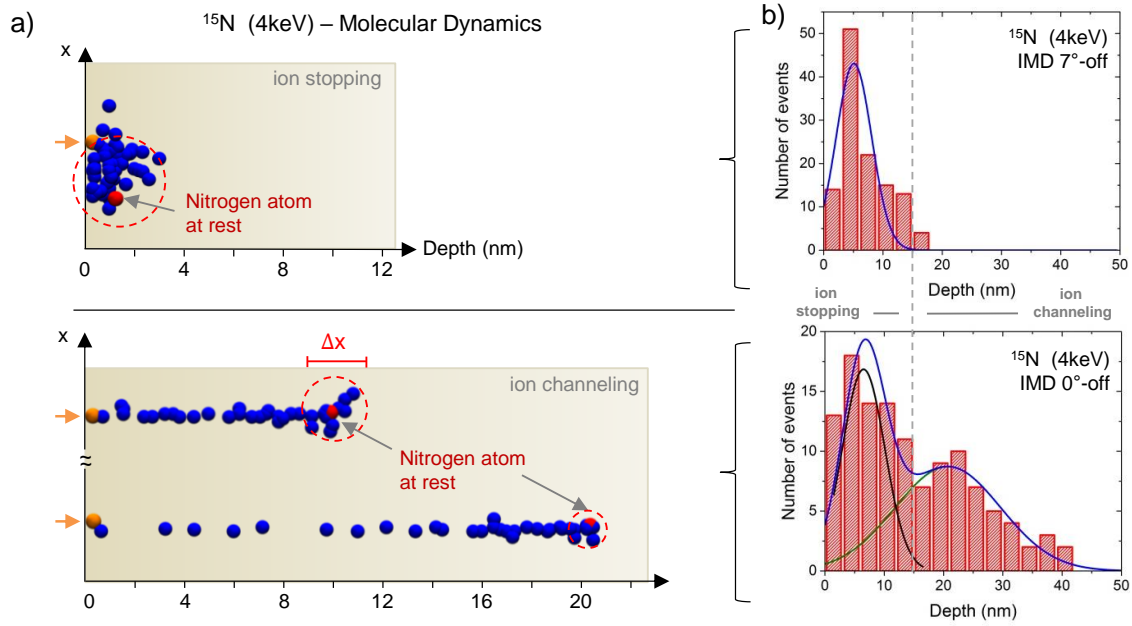 a)
¹⁵N (4keV) – Molecular Dynamics
x
ion stopping
Nitrogen atom
at rest
Depth (nm)
0 4 8 12
x
Δx
ion channeling
≈
Nitrogen atom
at rest
0 4 8 12 16 20
b)
Number of events
50
40
30
20
10
0
¹⁵N (4keV)
IMD 7°-off
0 10 20 30 40 50
Depth (nm)
ion
stopping
ion
channeling
Number of events
20
15
10
5
0
¹⁵N (4keV)
IMD 0°-off
0 10 20 30 40 50
Depth (nm)